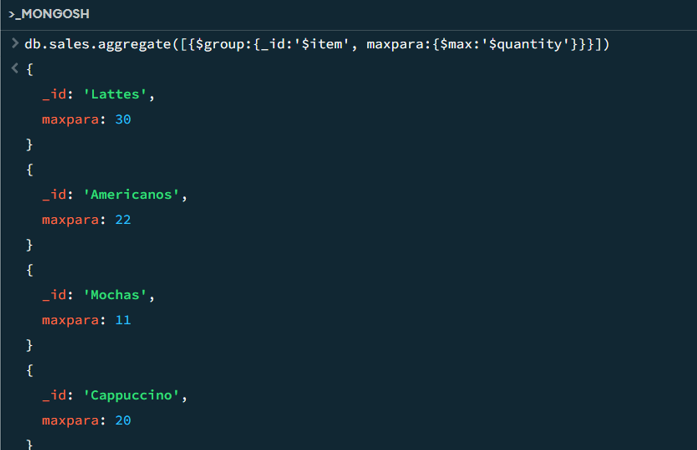 >_MONGOSH
> db.sales.aggregate([{$group:{_id:'$item', maxpara:{$max:'$quantity'}}}])
< {
_id: 'Lattes',
maxpara: 30
}
{
_id: 'Americanos',
maxpara: 22
}
{
_id: 'Mochas',
maxpara: 11
}
{
_id: 'Cappuccino',
maxpara: 20
}